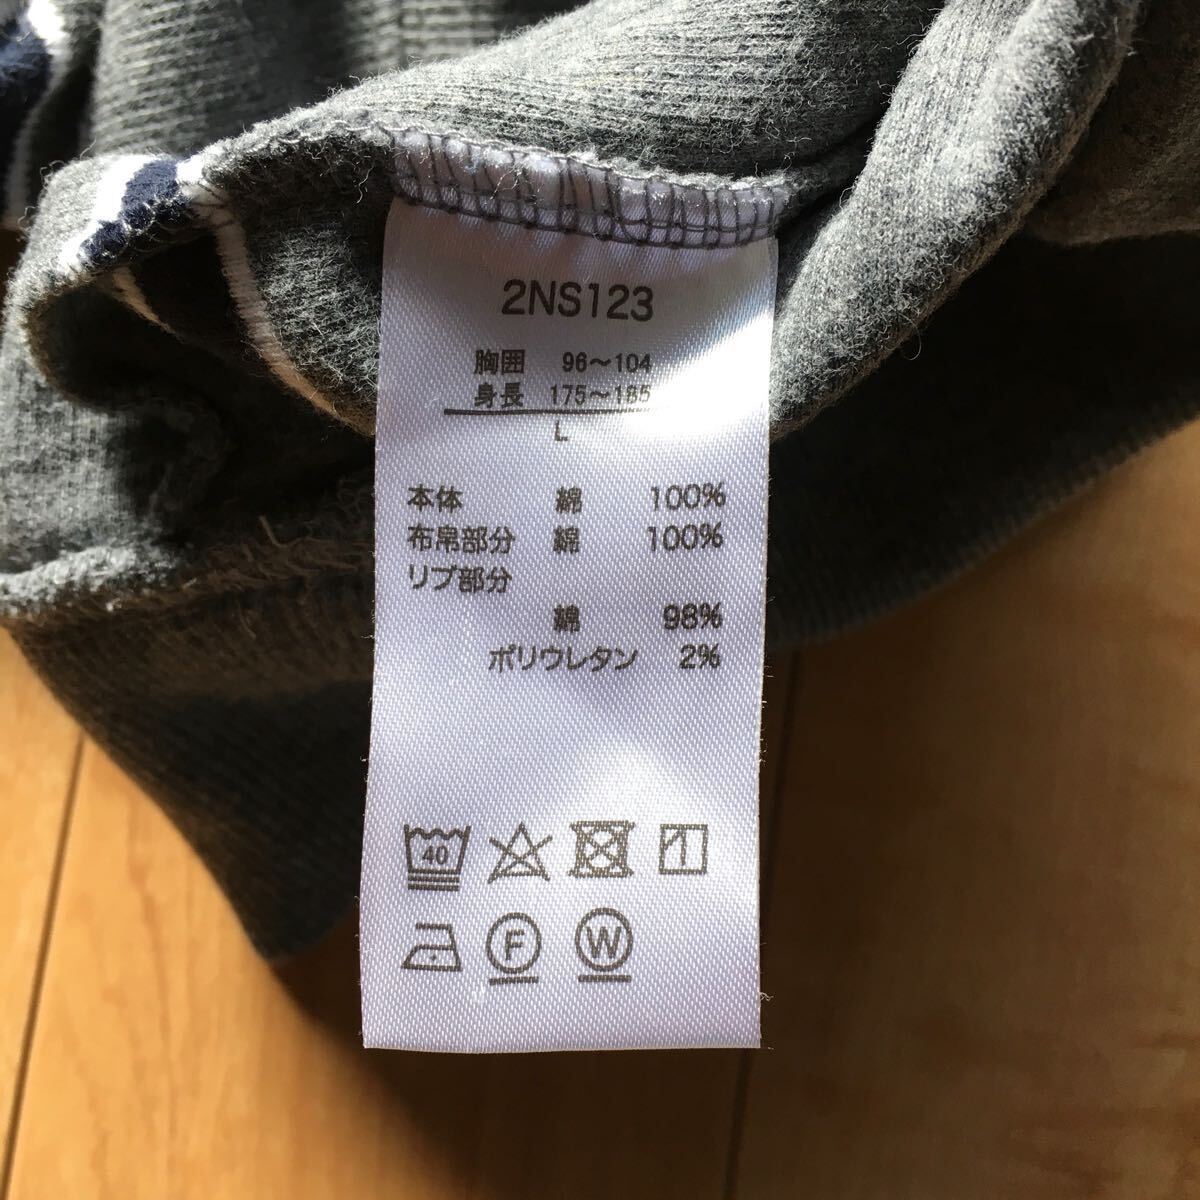 2NS123
胸囲 96～104
身長 175～185
L
本体 綿 100%
布帛部分 綿 100%
リブ部分
綿 98%
ポリウレタン 2%
40
F W